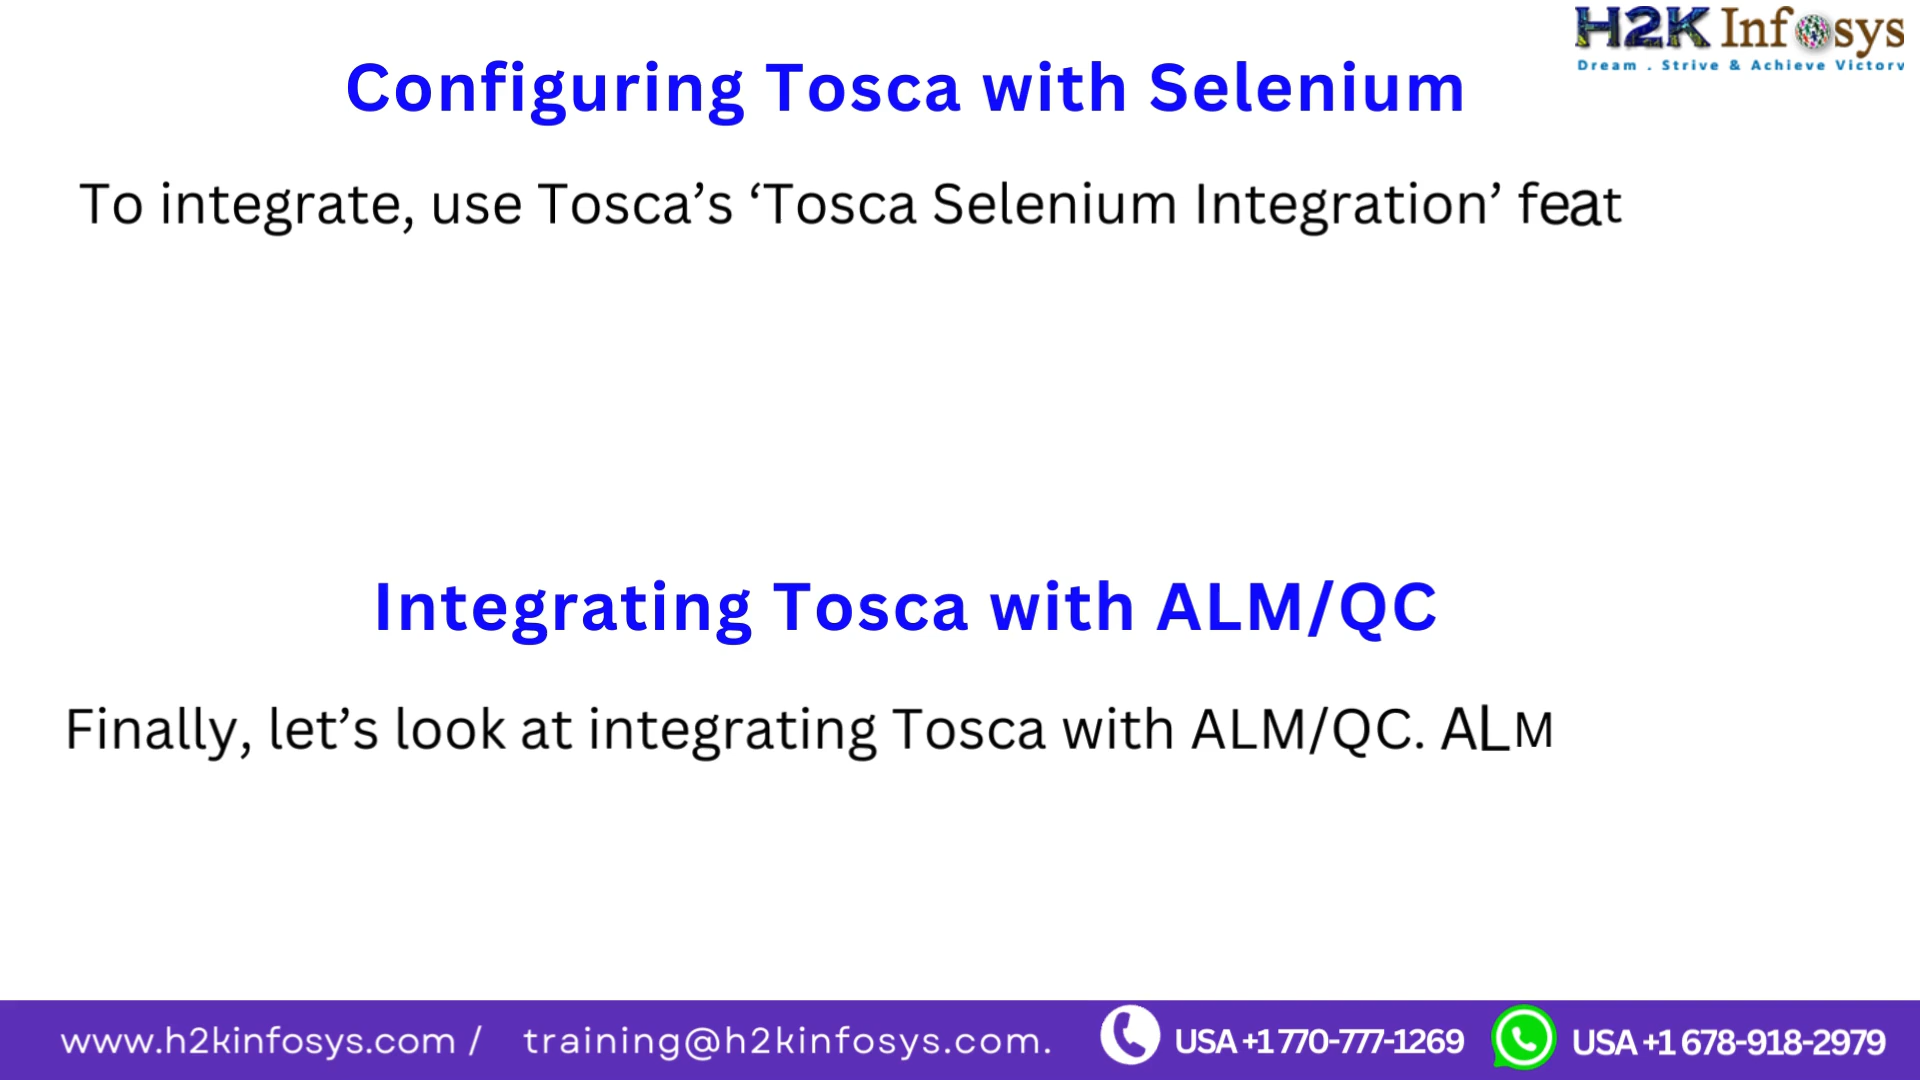 H2K Infosys
Dream . Strive & Achieve Victory
Configuring Tosca with Selenium
To integrate, use Tosca’s ‘Tosca Selenium Integration’ feat
Integrating Tosca with ALM/QC
Finally, let’s look at integrating Tosca with ALM/QC. ALM
www.h2kinfosys.com / training@h2kinfosys.com. USA +1 770-777-1269 USA +1 678-918-2979